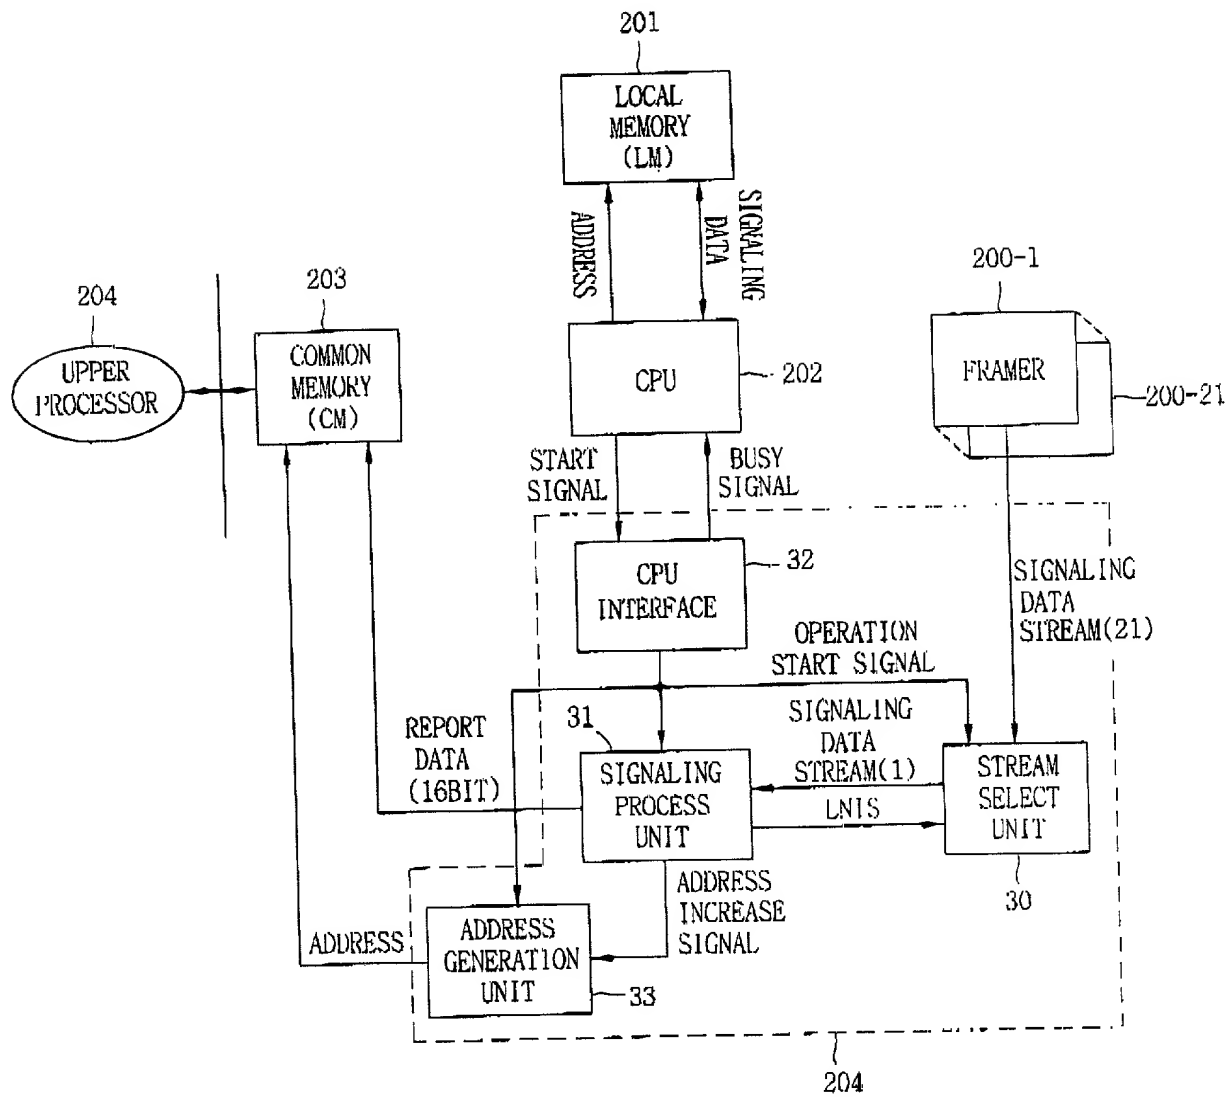 201
LOCAL
MEMORY
(LM)
ADDRESS
SIGNALING
DATA
200-1
204
203
UPPER
PROCESSOR
COMMON
MEMORY
(CM)
CPU
202
FRAMER
200-21
START
SIGNAL
BUSY
SIGNAL
CPU
INTERFACE
32
SIGNALING
DATA
STREAM(21)
OPERATION
START SIGNAL
REPORT
DATA
(16BIT)
31
SIGNALING
DATA
STREAM(1)
SIGNALING
PROCESS
UNIT
LNIS
STREAM
SELECT
UNIT
30
ADDRESS
INCREASE
SIGNAL
ADDRESS
ADDRESS
GENERATION
UNIT
33
204